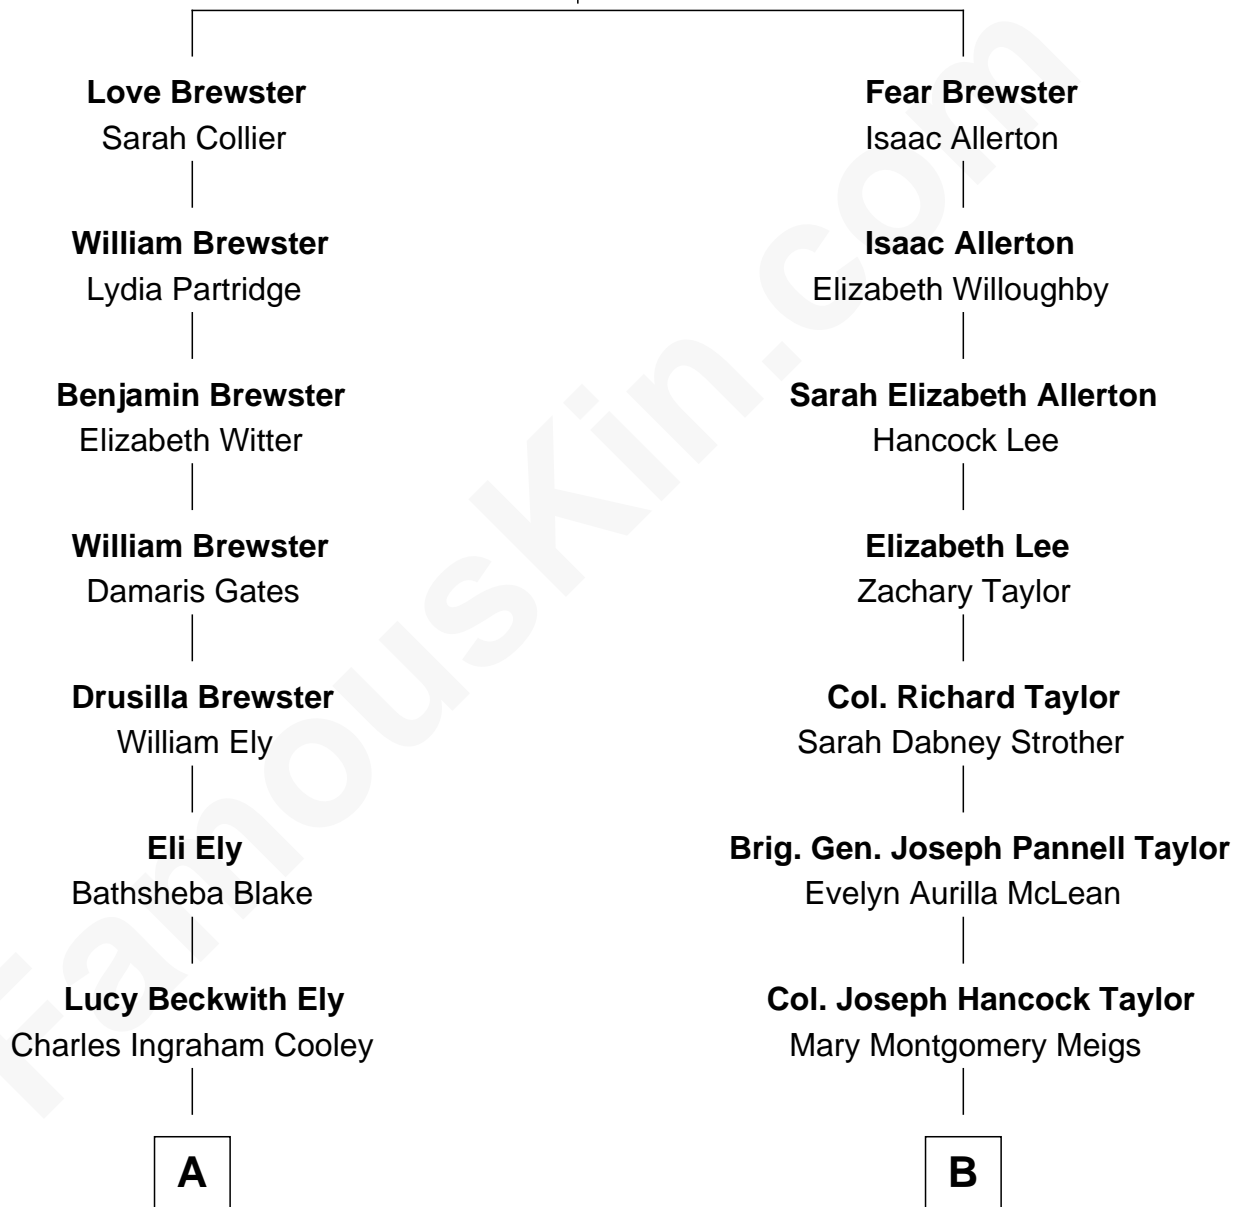 Love Brewster
Sarah Collier
William Brewster
Lydia Partridge
Benjamin Brewster
Elizabeth Witter
William Brewster
Damaris Gates
Drusilla Brewster
William Ely
Eli Ely
Bathsheba Blake
Lucy Beckwith Ely
Charles Ingraham Cooley
A
Fear Brewster
Isaac Allerton
Isaac Allerton
Elizabeth Willoughby
Sarah Elizabeth Allerton
Hancock Lee
Elizabeth Lee
Zachary Taylor
Col. Richard Taylor
Sarah Dabney Strother
Brig. Gen. Joseph Pannell Taylor
Evelyn Aurilla McLean
Col. Joseph Hancock Taylor
Mary Montgomery Meigs
B
FamousKin.com